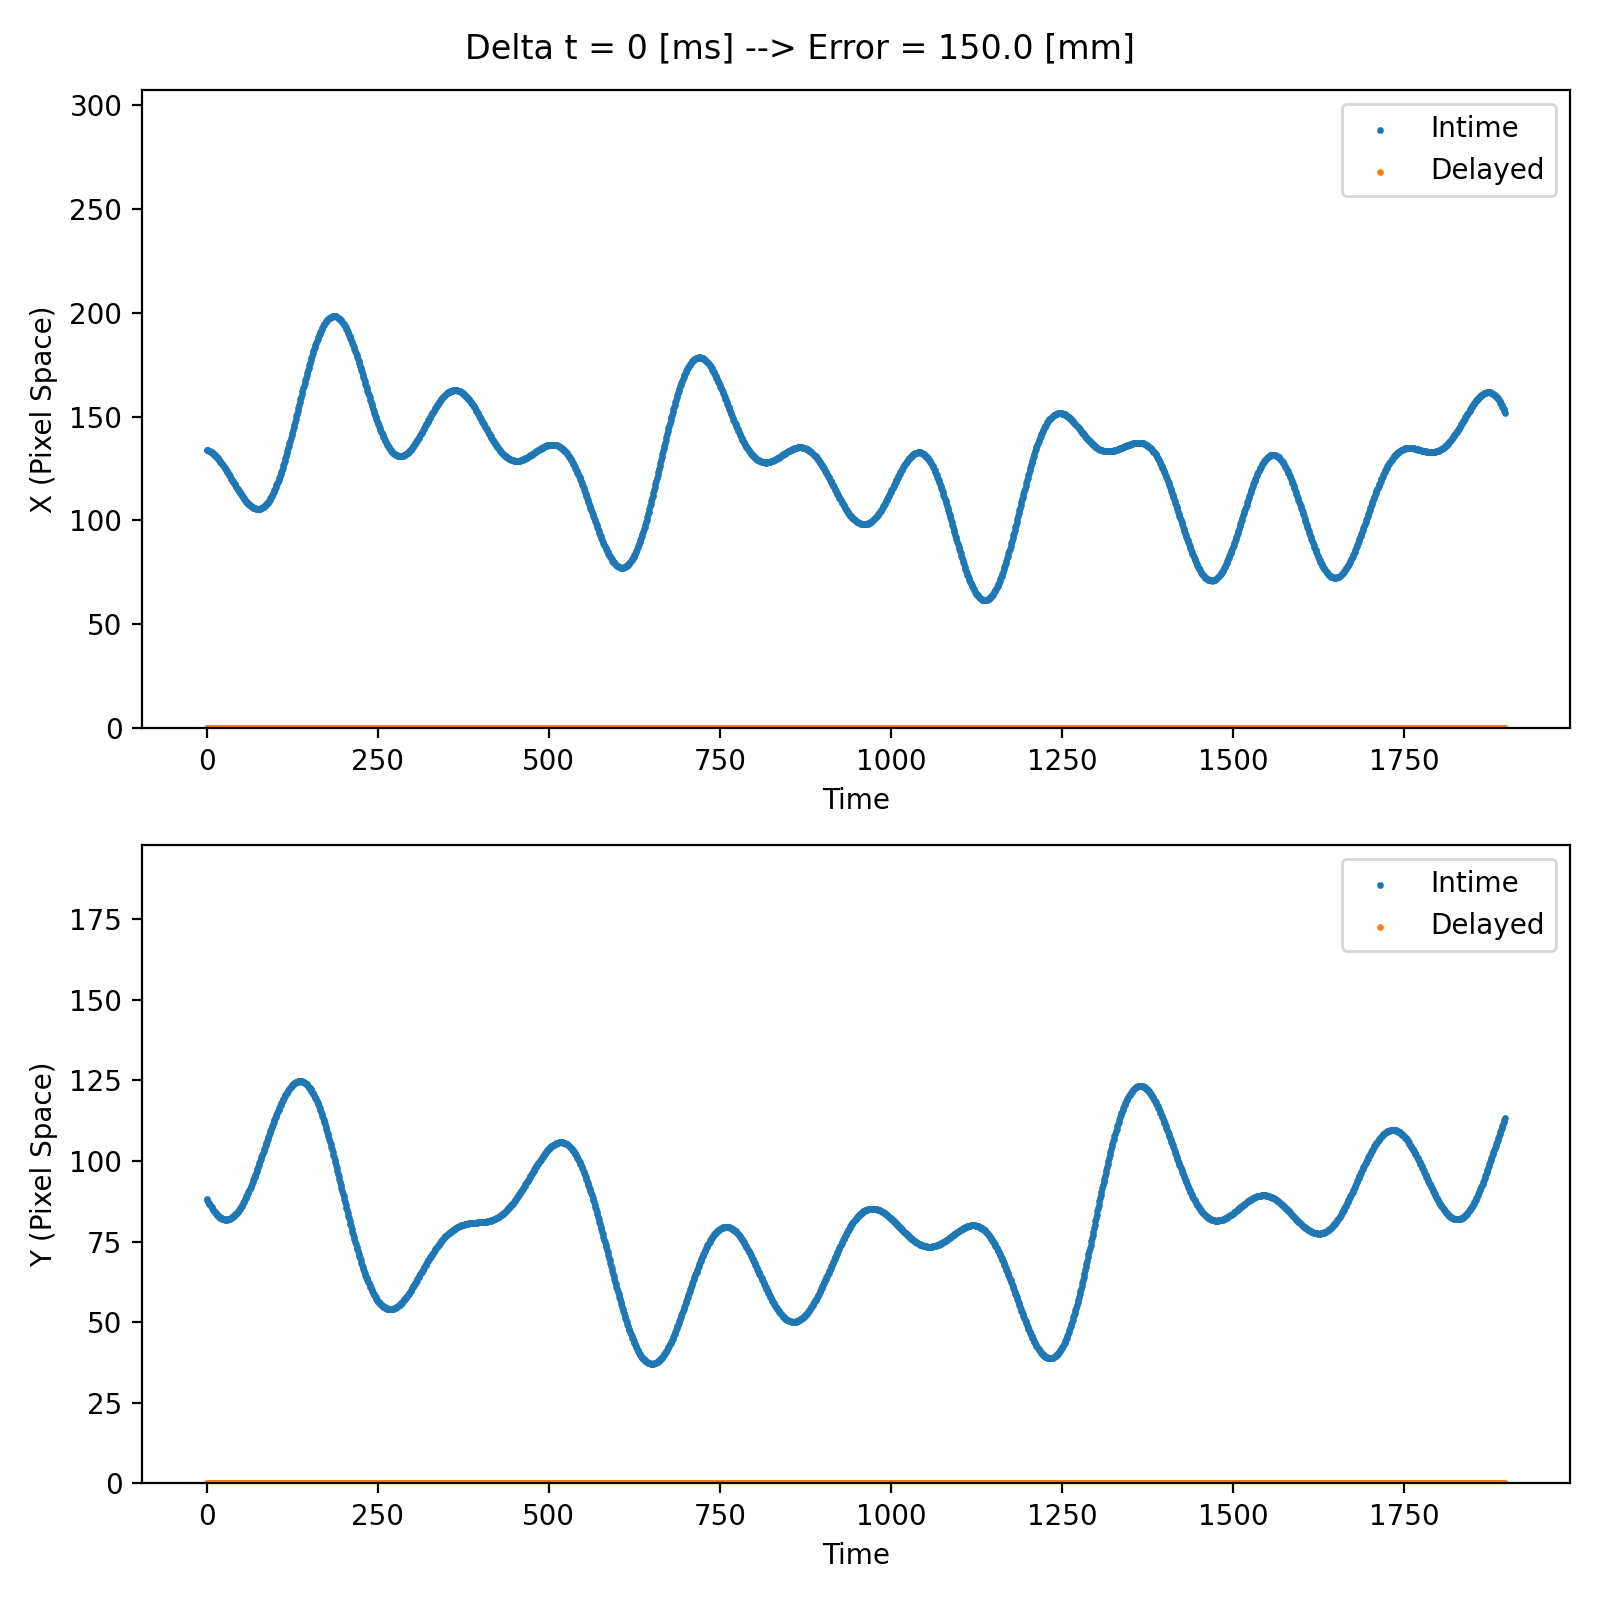 Delta t = 0 [ms] --> Error = 150.0 [mm]
300
250
200
150
100
50
0
X (Pixel Space)
Intime
Delayed
0 250 500 750 1000 1250 1500 1750
Time
175
150
125
100
75
50
25
0
Y (Pixel Space)
Intime
Delayed
0 250 500 750 1000 1250 1500 1750
Time